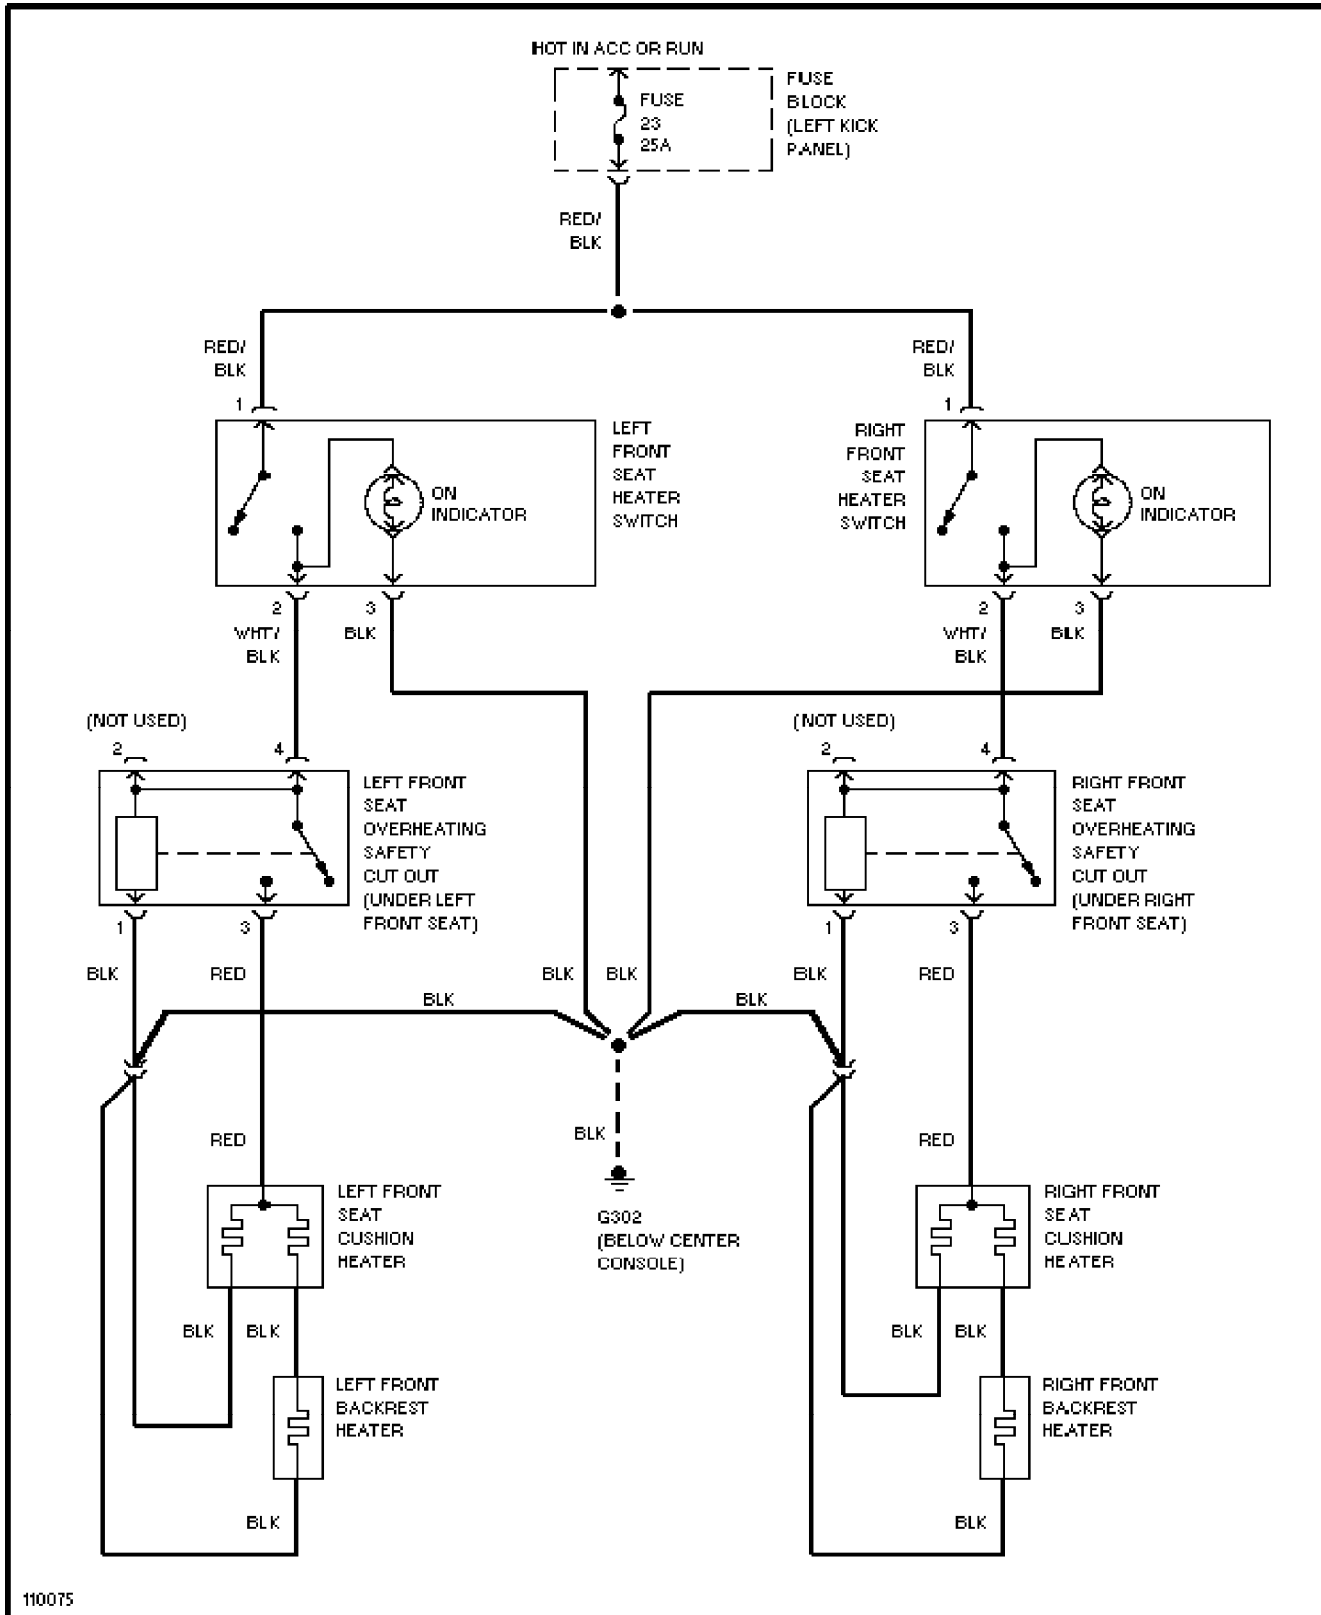 HOT IN ACC OR RUN
FUSE
23
25A
FUSE
BLOCK
(LEFT KICK
PANEL)
RED/
BLK
RED/
BLK
RED/
BLK
1
1
LEFT
FRONT
SEAT
HEATER
SWITCH
RIGHT
FRONT
SEAT
HEATER
SWITCH
ON
INDICATOR
ON
INDICATOR
2
3
2
3
WHT/
BLK
BLK
WHT/
BLK
BLK
(NOT USED)
(NOT USED)
2
4
2
4
LEFT FRONT
SEAT
OVERHEATING
SAFETY
CUT OUT
(UNDER LEFT
FRONT SEAT)
RIGHT FRONT
SEAT
OVERHEATING
SAFETY
CUT OUT
(UNDER RIGHT
FRONT SEAT)
1
3
1
3
BLK
RED
BLK
BLK
BLK
RED
BLK
BLK
RED
BLK
RED
LEFT FRONT
SEAT
CUSHION
HEATER
G302
(BELOW CENTER
CONSOLE)
RIGHT FRONT
SEAT
CUSHION
HEATER
BLK
BLK
BLK
BLK
LEFT FRONT
BACKREST
HEATER
RIGHT FRONT
BACKREST
HEATER
BLK
BLK
110075